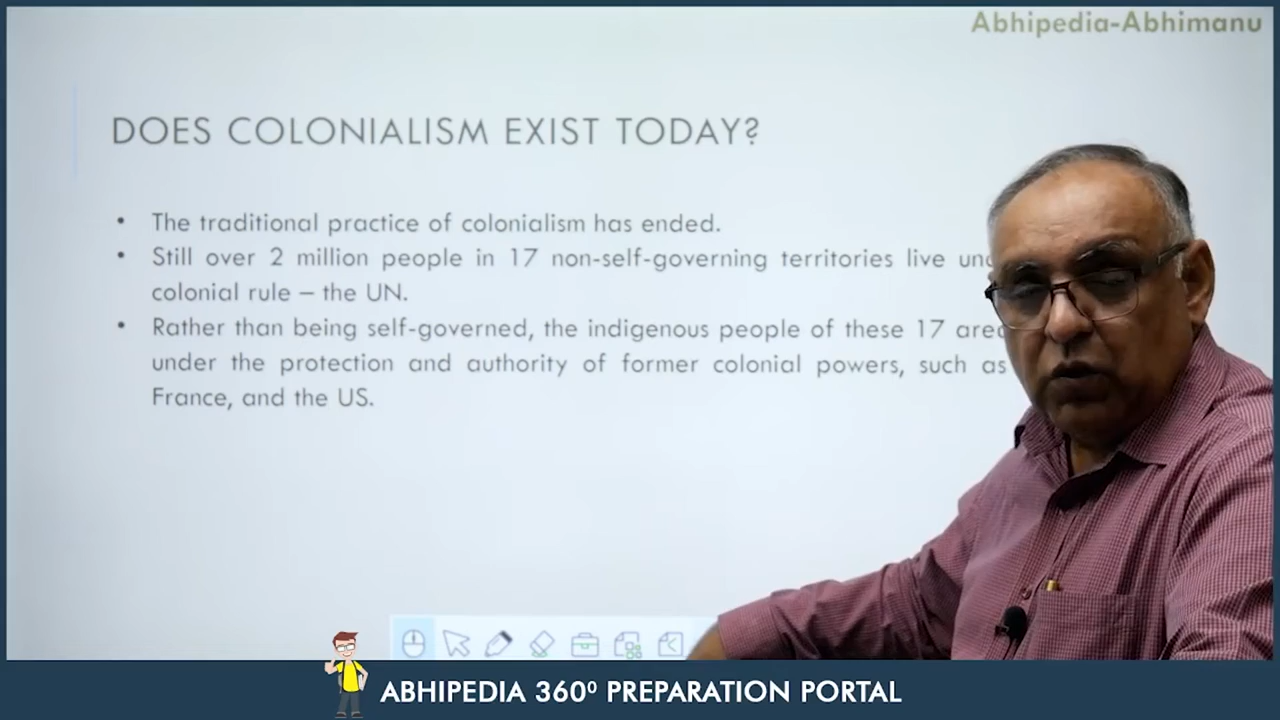 Abhipedia-Abhimanu
DOES COLONIALISM EXIST TODAY?
• The traditional practice of colonialism has ended.
• Still over 2 million people in 17 non-self-governing territories live
colonial rule – the UN.
• Rather than being self-governed, the indigenous people of these 17
under the protection and authority of former colonial powers, such as
France, and the US.
ABHIPEDIA 360⁰ PREPARATION PORTAL